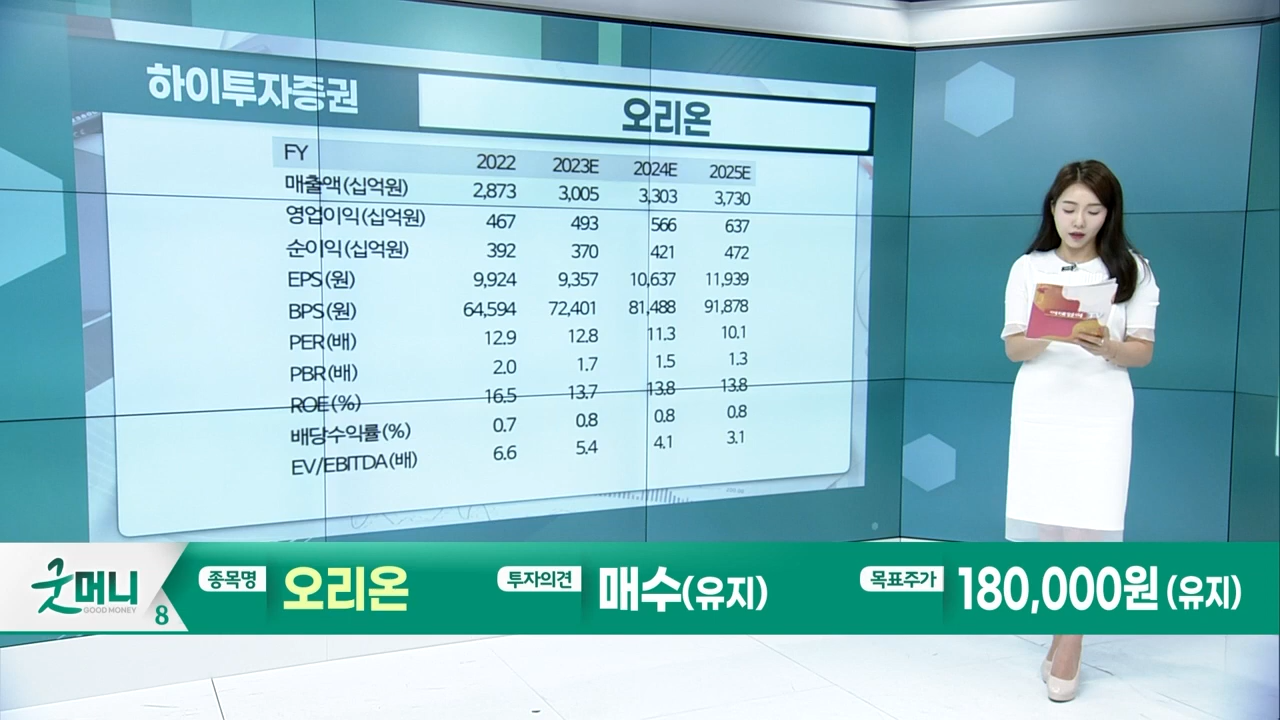 하이투자증권
오리온
FY 2022 2023E 2024E 2025E
매출액(십억원) 2,873 3,005 3,303 3,730
영업이익(십억원) 467 493 566 637
순이익(십억원) 392 370 421 472
EPS(원) 9,924 9,357 10,637 11,939
BPS(원) 64,594 72,401 81,488 91,878
PER(배) 12.9 12.8 11.3 10.1
PBR(배) 2.0 1.7 1.5 1.3
ROE(%) 16.5 13.7 13.8 13.8
배당수익률(%) 0.7 0.8 0.8 0.8
EV/EBITDA(배) 6.6 5.4 4.1 3.1
굿머니
GOOD MONEY
8
종목명 오리온 투자의견 매수(유지) 목표주가 180,000원(유지)